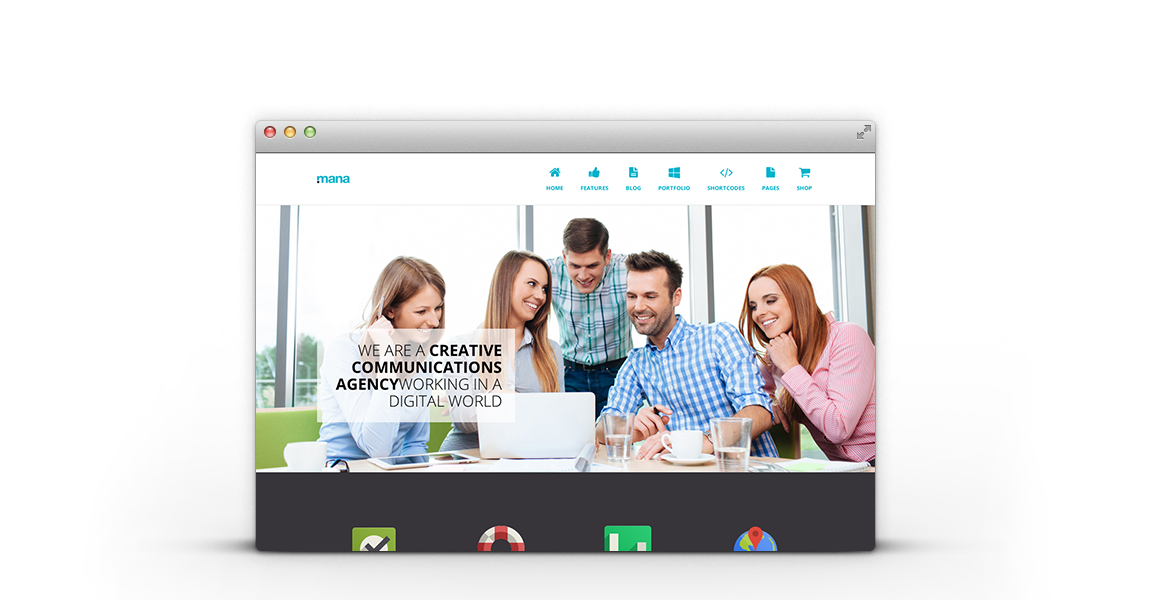 mana
HOME FEATURES BLOG PORTFOLIO SHORTCODES PAGES SHOP
WE ARE A CREATIVE
COMMUNICATIONS
AGENCYWORKING IN A
DIGITAL WORLD